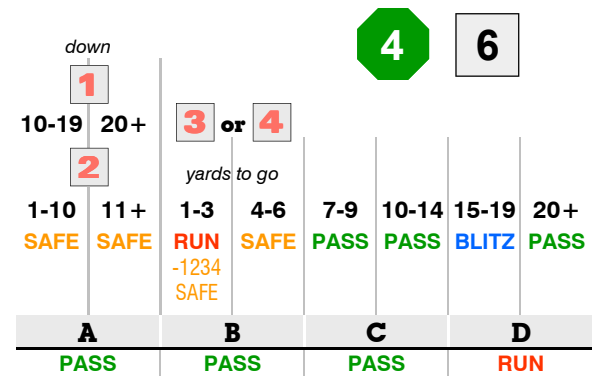 4 6
down
1
10-19 20+ 3 or 4
2 yards to go
1-10 11+ 1-3 4-6 7-9 10-14 15-19 20+
SAFE SAFE RUN SAFE PASS PASS BLITZ PASS
-1234
SAFE
A B C D
PASS PASS PASS RUN